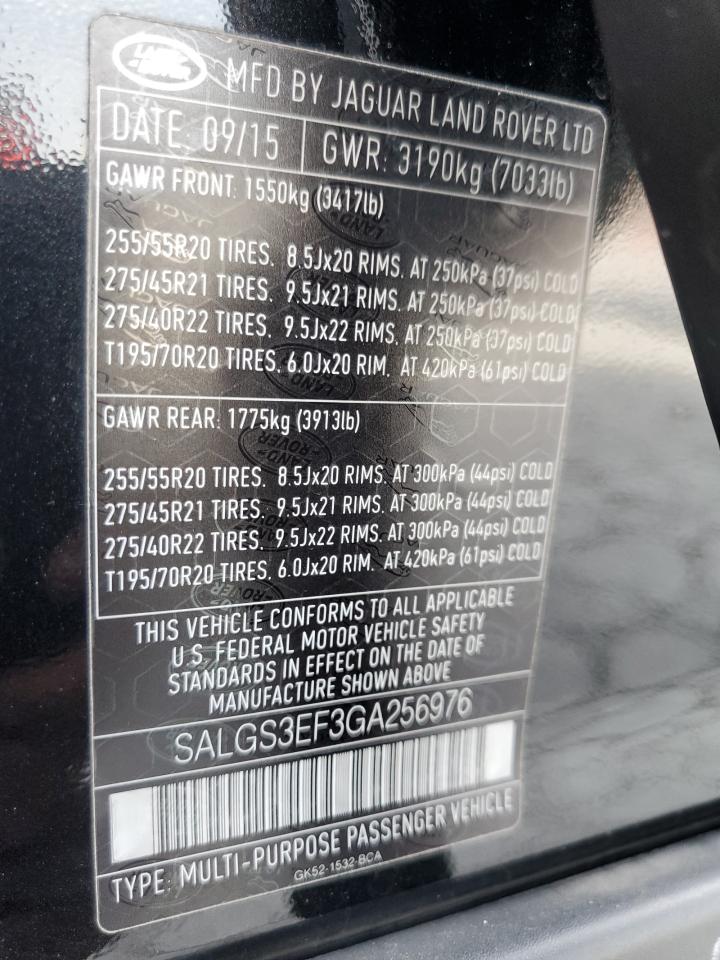 LAND ROVER
MFD BY JAGUAR LAND ROVER LTD
DATE: 09/15
GWR: 3190kg (7033lb)
GAWR FRONT: 1550kg (3417lb)
255/55R20 TIRES. 8.5Jx20 RIMS. AT 250kPa (37psi) COLD
275/45R21 TIRES. 9.5Jx21 RIMS. AT 250kPa (37psi) COLD
275/40R22 TIRES. 9.5Jx22 RIMS. AT 250kPa (37psi) COLD
T195/70R20 TIRES. 6.0Jx20 RIM. AT 420kPa (61psi) COLD
GAWR REAR: 1775kg (3913lb)
255/55R20 TIRES. 8.5Jx20 RIMS. AT 300kPa (44psi) COLD
275/45R21 TIRES. 9.5Jx21 RIMS. AT 300kPa (44psi) COLD
275/40R22 TIRES. 9.5Jx22 RIMS. AT 300kPa (44psi) COLD
T195/70R20 TIRES. 6.0Jx20 RIM. AT 420kPa (61psi) COLD
THIS VEHICLE CONFORMS TO ALL APPLICABLE
U.S. FEDERAL MOTOR VEHICLE SAFETY
STANDARDS IN EFFECT ON THE DATE OF
MANUFACTURE SHOWN ABOVE
SALGS3EF3GA256976
TYPE: MULTI-PURPOSE PASSENGER VEHICLE
GK52-1532-BCA